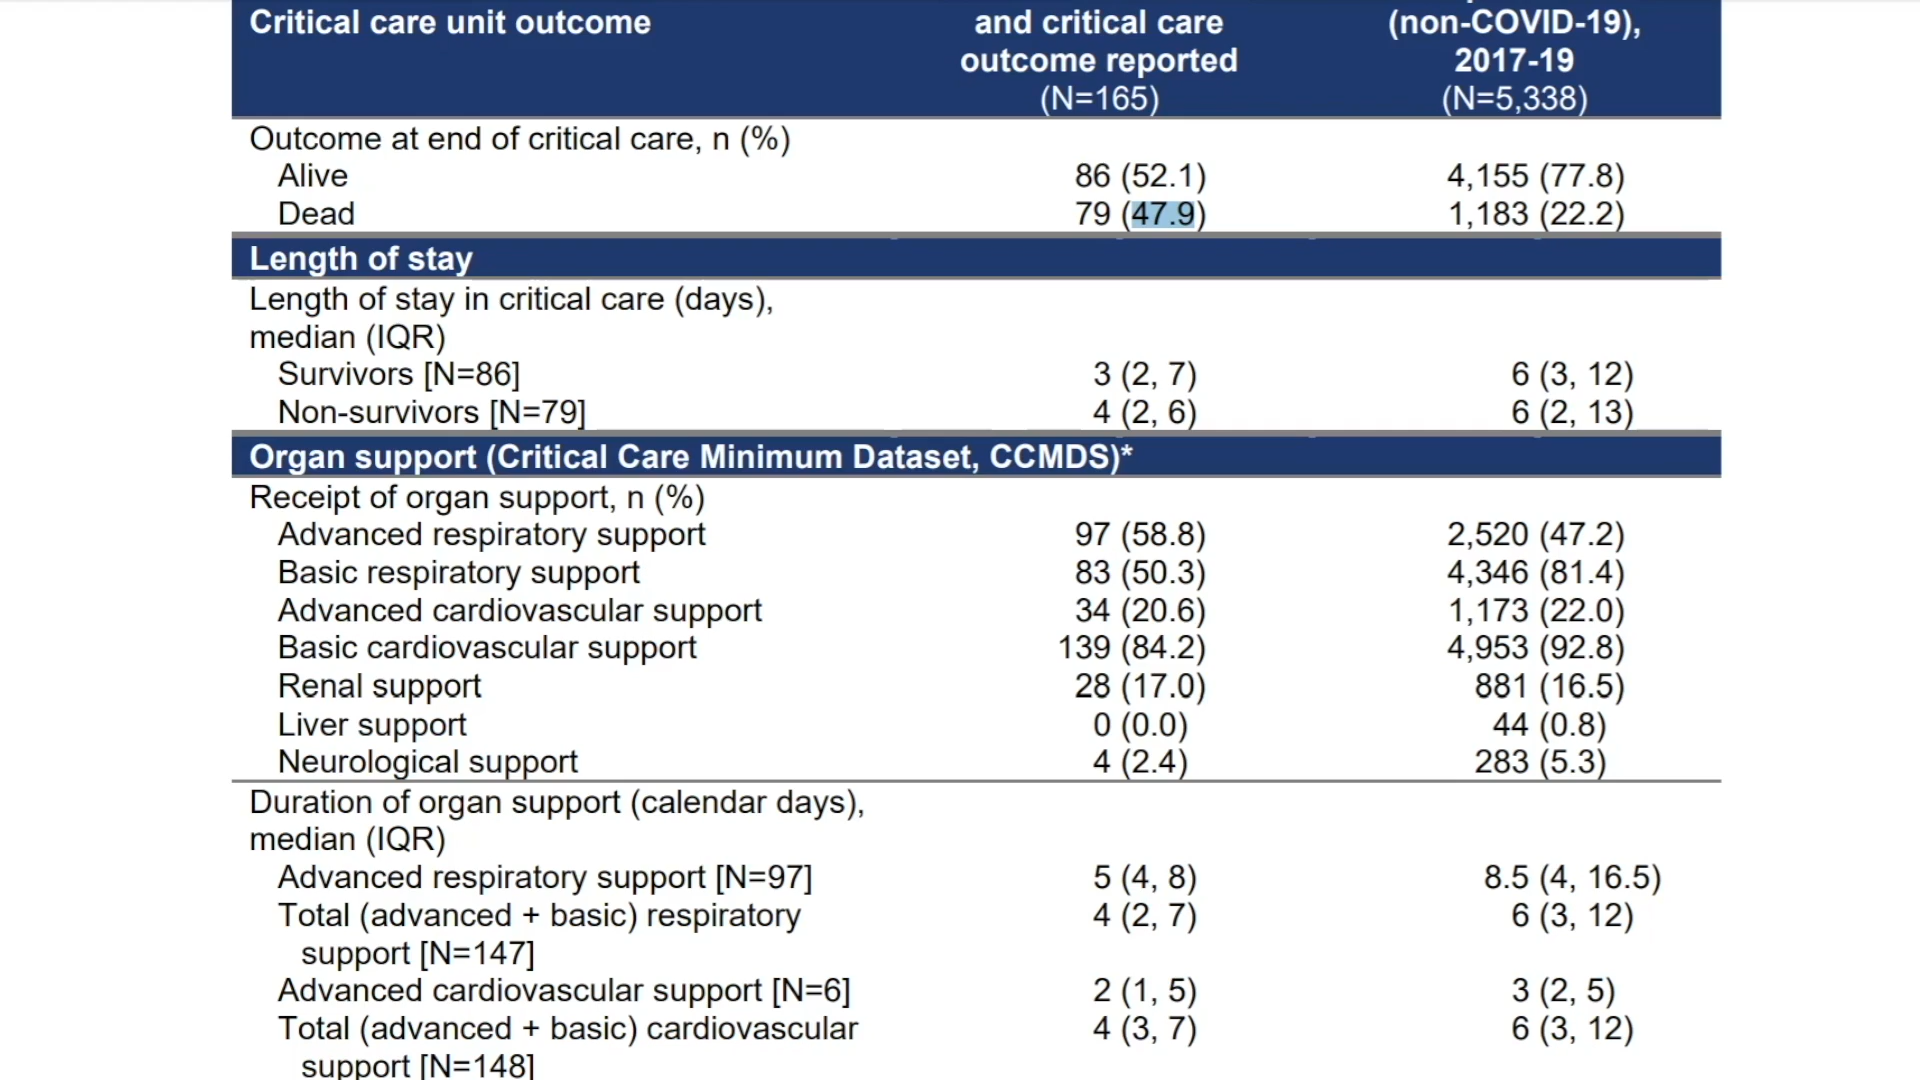 Critical care unit outcome and critical care (non-COVID-19),
outcome reported 2017-19
(N=165) (N=5,338)
Outcome at end of critical care, n (%)
Alive 86 (52.1) 4,155 (77.8)
Dead 79 (47.9) 1,183 (22.2)
Length of stay
Length of stay in critical care (days),
median (IQR)
Survivors [N=86] 3 (2, 7) 6 (3, 12)
Non-survivors [N=79] 4 (2, 6) 6 (2, 13)
Organ support (Critical Care Minimum Dataset, CCMDS)*
Receipt of organ support, n (%)
Advanced respiratory support 97 (58.8) 2,520 (47.2)
Basic respiratory support 83 (50.3) 4,346 (81.4)
Advanced cardiovascular support 34 (20.6) 1,173 (22.0)
Basic cardiovascular support 139 (84.2) 4,953 (92.8)
Renal support 28 (17.0) 881 (16.5)
Liver support 0 (0.0) 44 (0.8)
Neurological support 4 (2.4) 283 (5.3)
Duration of organ support (calendar days),
median (IQR)
Advanced respiratory support [N=97] 5 (4, 8) 8.5 (4, 16.5)
Total (advanced + basic) respiratory 4 (2, 7) 6 (3, 12)
support [N=147]
Advanced cardiovascular support [N=6] 2 (1, 5) 3 (2, 5)
Total (advanced + basic) cardiovascular 4 (3, 7) 6 (3, 12)
support [N=148]